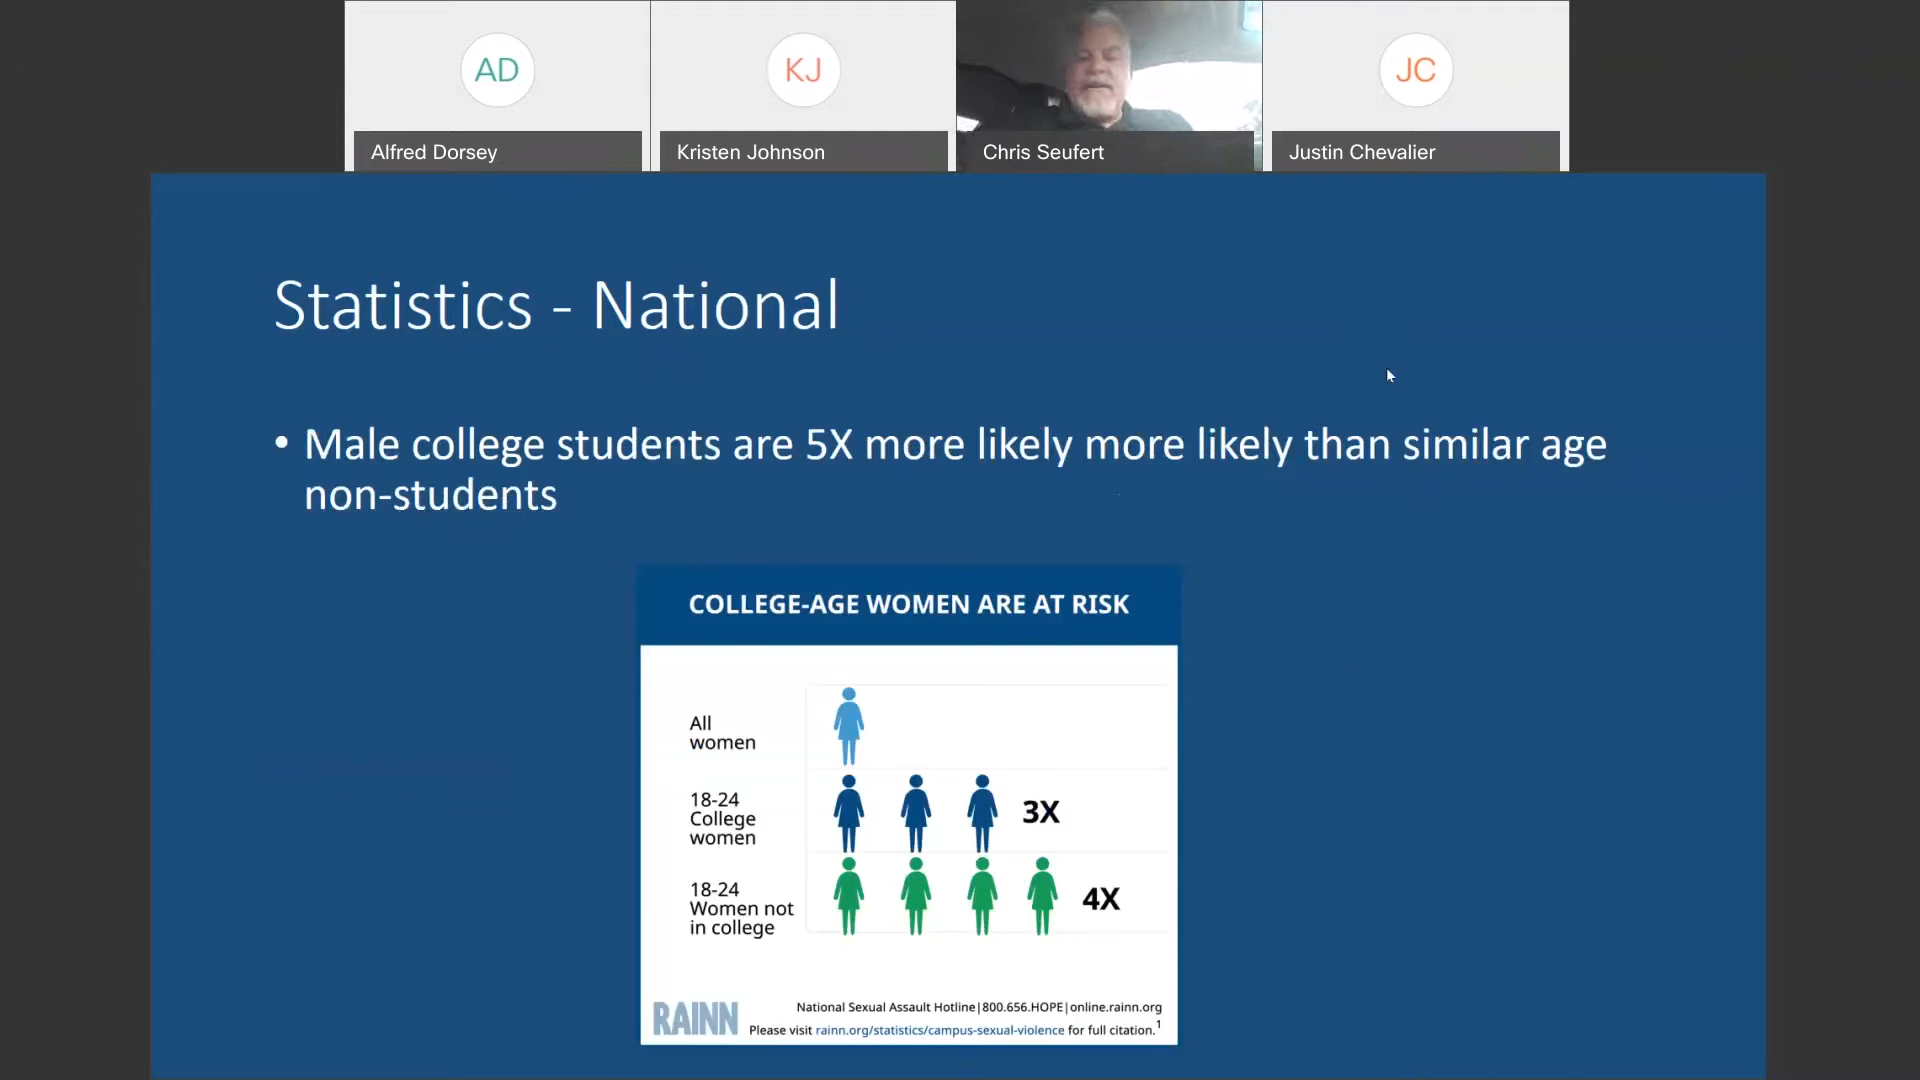 AD
KJ
JC
Alfred Dorsey
Kristen Johnson
Chris Seufert
Justin Chevalier
Statistics - National
• Male college students are 5X more likely more likely than similar age
non-students
COLLEGE-AGE WOMEN ARE AT RISK
All
women
18-24
College
women
3X
18-24
Women not
in college
4X
RAINN
National Sexual Assault Hotline|800.656.HOPE|online.rainn.org
Please visit rainn.org/statistics/campus-sexual-violence for full citation.1